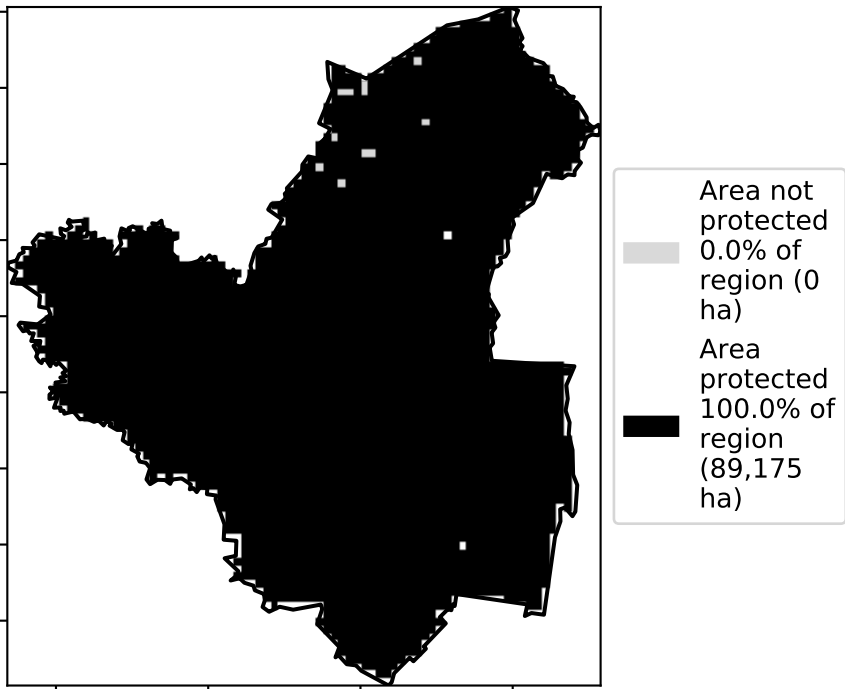 Area not
protected
0.0% of
region (0
ha)
Area
protected
100.0% of
region
(89,175
ha)